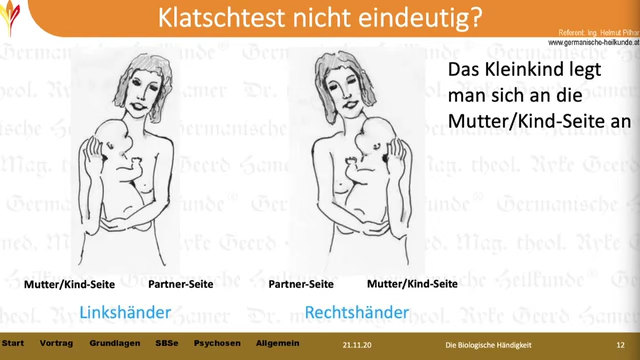 Klatschtest nicht eindeutig?
Referent: Ing. Helmut Pilhar
www.germanische-heilkunde.at
Das Kleinkind legt
man sich an die
Mutter/Kind-Seite an
Mutter/Kind-Seite Partner-Seite Partner-Seite Mutter/Kind-Seite
Linkshänder Rechtshänder
Start Vortrag Grundlagen SBSe Psychosen Allgemein 21.11.20 Die Biologische Händigkeit 12